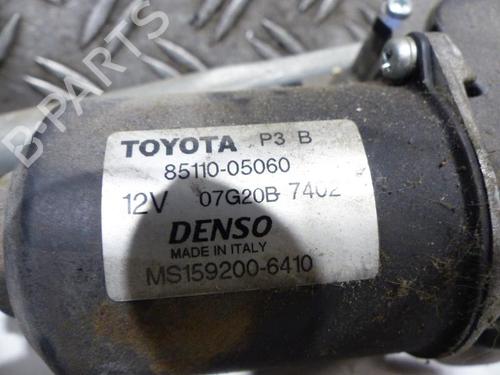 B-PARTS
TOYOTA P3 B
85110-05060
12V 07G20B 7402
DENSO
MADE IN ITALY
MS159200-6410